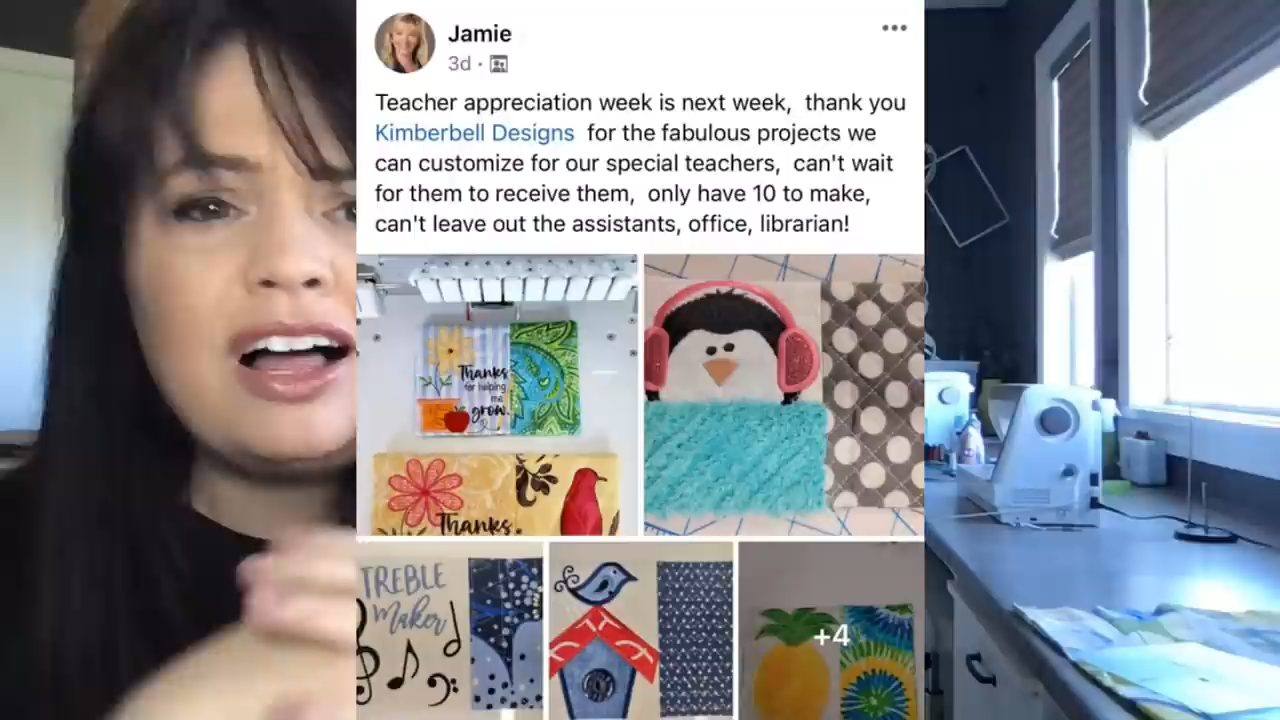 Jamie
3d ·
Teacher appreciation week is next week, thank you
Kimberbell Designs for the fabulous projects we
can customize for our special teachers, can't wait
for them to receive them, only have 10 to make,
can't leave out the assistants, office, librarian!
Thanks
for helping
me
grow.
Thanks
TREBLE
Maker
+4